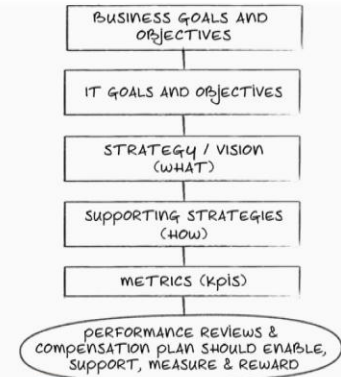 BUSINESS GOALS AND
OBJECTIVES
IT GOALS AND OBJECTIVES
STRATEGY / VISION
(WHAT)
SUPPORTING STRATEGIES
(HOW)
METRICS (KPIS)
PERFORMANCE REVIEWS &
COMPENSATION PLAN SHOULD ENABLE,
SUPPORT, MEASURE & REWARD